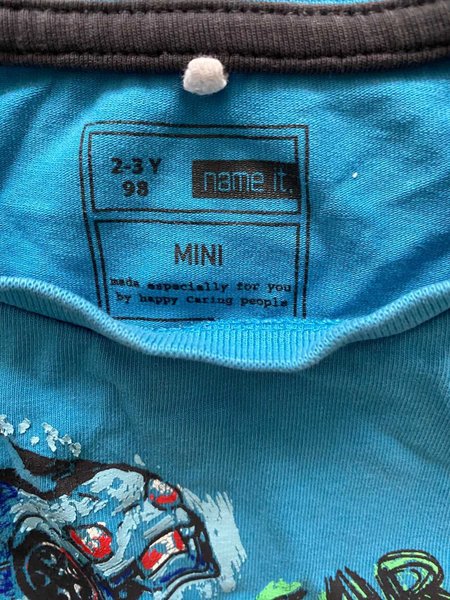 2-3 Y
98
name it.
MINI
made especially for you
by happy caring people